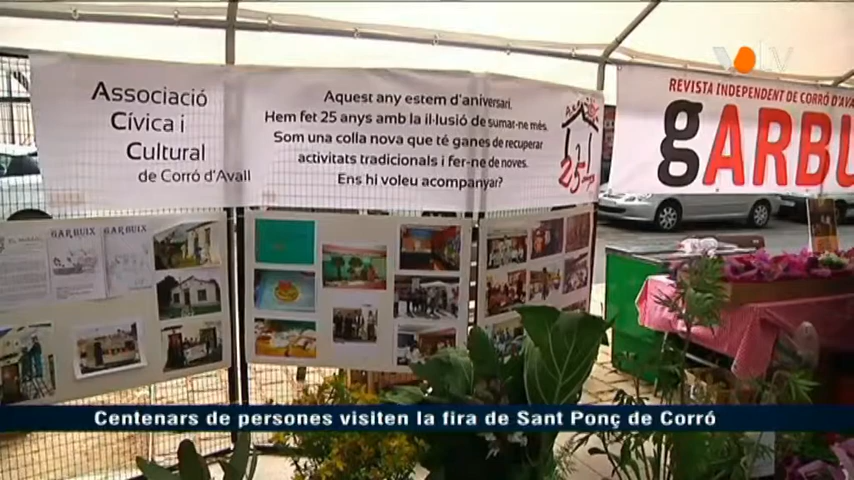 Associació
Cívica i
Cultural
de Corró d'Avall
Aquest any estem d'aniversari.
Hem fet 25 anys amb la il·lusió de sumar-ne més.
Som una colla nova que té ganes de recuperar
activitats tradicionals i fer-ne de noves.
Ens hi voleu acompanyar?
25
REVISTA INDEPENDENT DE CORRÓ D'AVA
gARBU
GARBUIX
GARBUIX
GARBUIX
votv
Centenars de persones visiten la fira de Sant Ponç de Corró